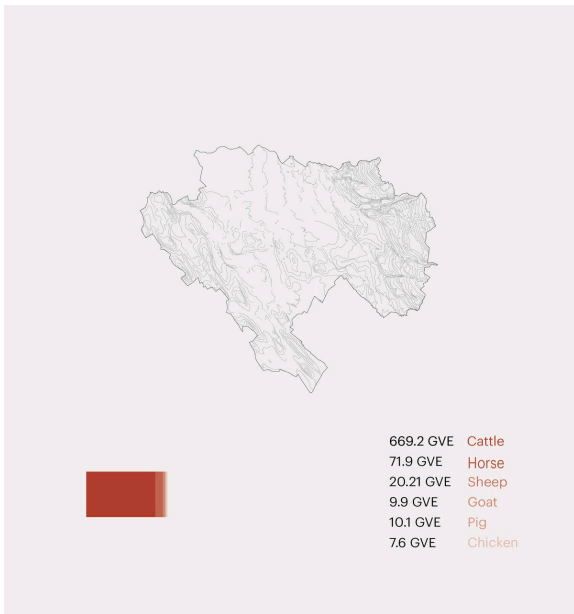 669.2 GVE Cattle
71.9 GVE Horse
20.21 GVE Sheep
9.9 GVE Goat
10.1 GVE Pig
7.6 GVE Chicken